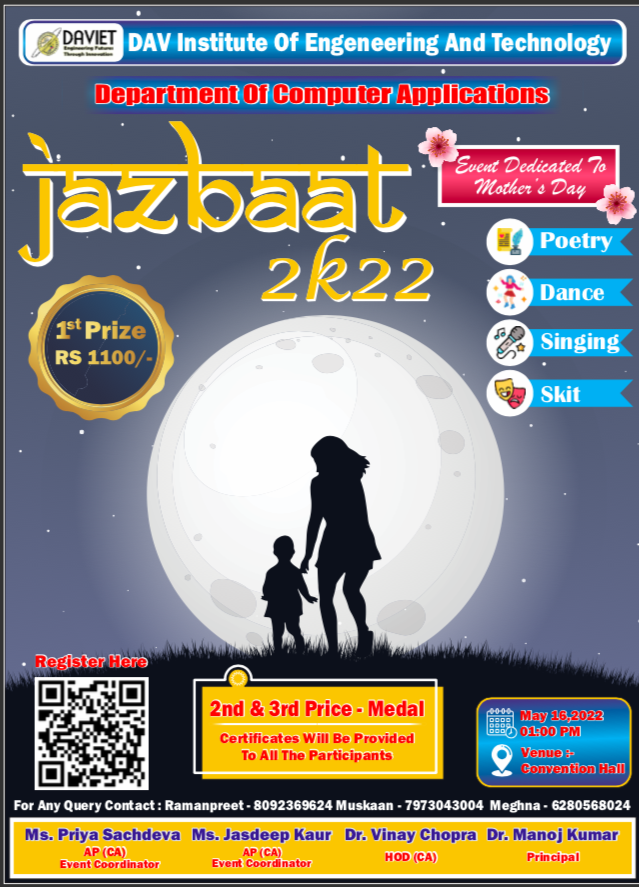 DAVIET
Engineering Futures
Through Innovation
DAV Institute Of Engeneering And Technology
Department Of Computer Applications
jazbaat
2k22
Event Dedicated To
Mother's Day
Poetry
Dance
Singing
Skit
1st Prize
RS 1100/-
Register Here
2nd & 3rd Price - Medal
Certificates Will Be Provided
To All The Participants
May 16,2022
01:00 PM
Venue :-
Convention Hall
For Any Query Contact : Ramanpreet - 8092369624 Muskaan - 7973043004 Meghna - 6280568024
Ms. Priya Sachdeva
AP (CA)
Event Coordinator
Ms. Jasdeep Kaur
AP (CA)
Event Coordinator
Dr. Vinay Chopra
HOD (CA)
Dr. Manoj Kumar
Principal